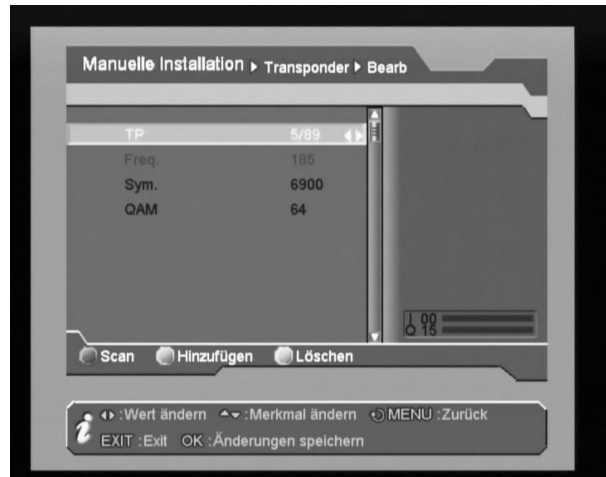 Manuelle Installation ▸ Transponder ▸ Bearb
TP 5/89
Freq. 185
Sym. 6900
QAM 64
I 00
Q 15
Scan Hinzufügen Löschen
:Wert ändern :Merkmal ändern MENU :Zurück
EXIT :Exit OK :Änderungen speichern